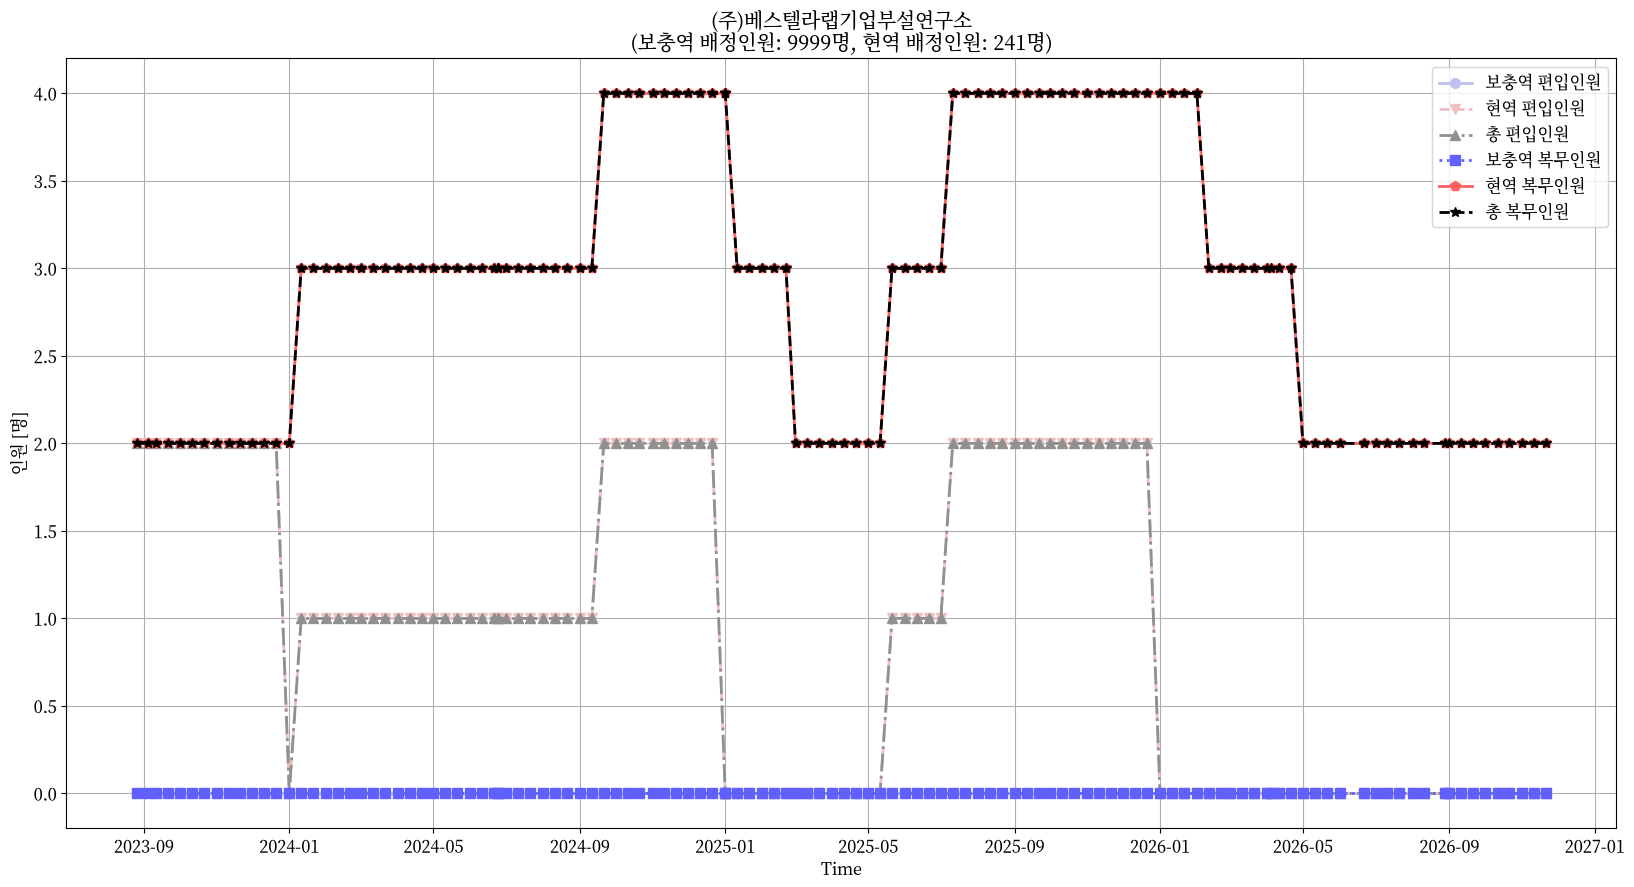 (주)베스텔라랩기업부설연구소
(보충역 배정인원: 9999명, 현역 배정인원: 241명)
보충역 편입인원
현역 편입인원
총 편입인원
보충역 복무인원
현역 복무인원
총 복무인원
4.0
3.5
3.0
2.5
2.0
1.5
1.0
0.5
0.0
인원 [명]
2023-09 2024-01 2024-05 2024-09 2025-01 2025-05 2025-09 2026-01 2026-05 2026-09 2027-01
Time